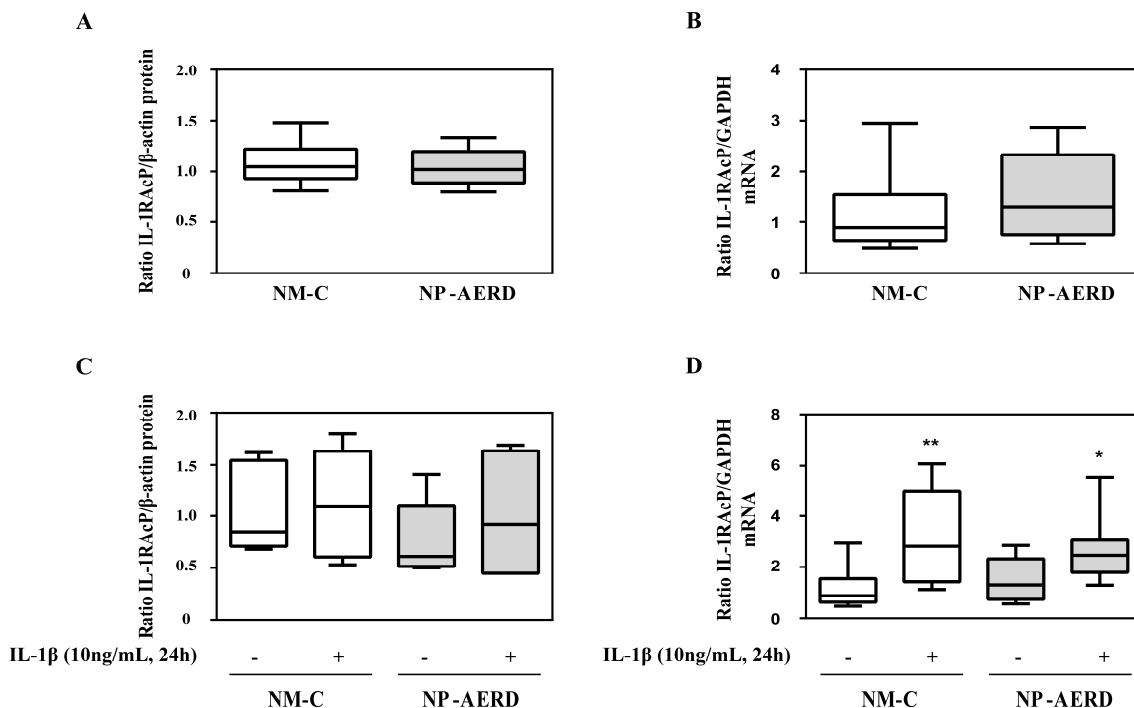 A
Ratio IL-1RAcP/β-actin protein
2.0
1.5
1.0
0.5
0
NM-C NP-AERD
B
Ratio IL-1RAcP/GAPDH
mRNA
4
3
2
1
0
NM-C NP-AERD
C
Ratio IL-1RAcP/β-actin protein
2.0
1.5
1.0
0.5
0
IL-1β (10ng/mL, 24h) - + - +
NM-C NP-AERD
D
Ratio IL-1RAcP/GAPDH
mRNA
8
6
4
2
0
**
*
IL-1β (10ng/mL, 24h) - + - +
NM-C NP-AERD